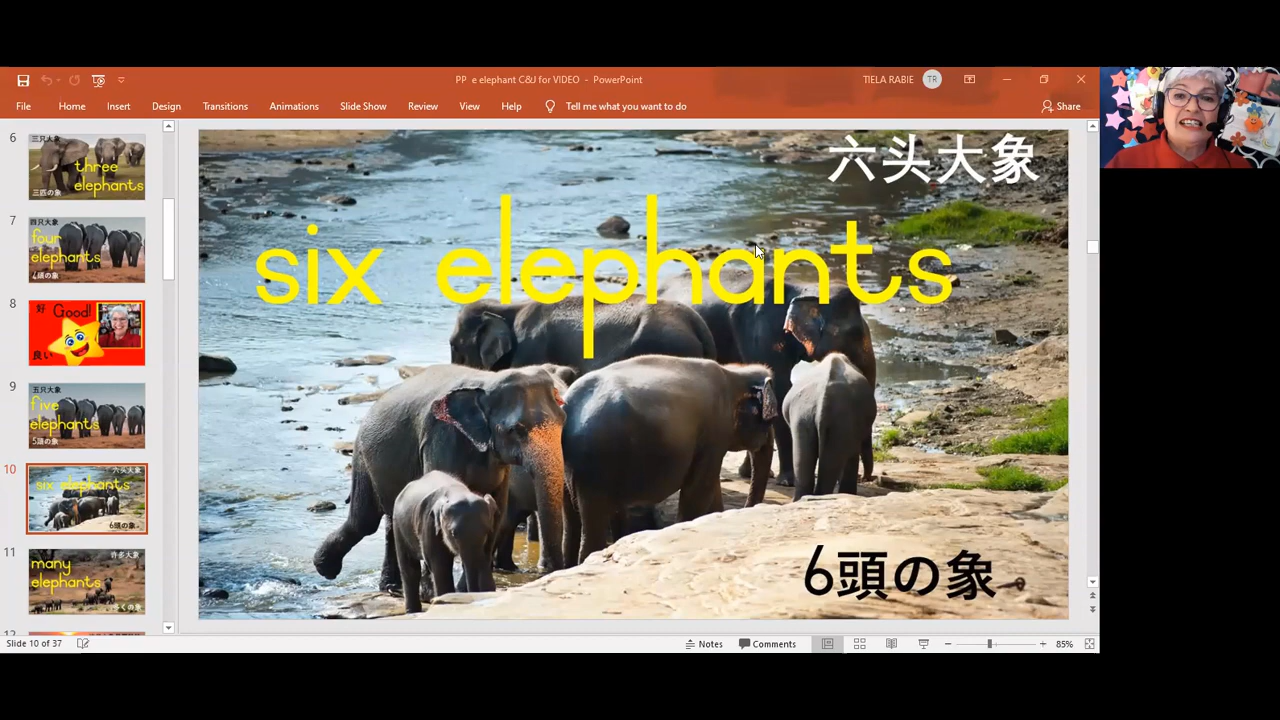 PP e elephant C&U for VIDEO - PowerPoint
TIELA RABIE
TR
File Home Insert Design Transitions Animations Slide Show Review View Help Tell me what you want to do
Share
6
三只大象
three
elephants
三匹の象
7
四只大象
four
elephants
4頭の象
8
好 Good!
良い
9
五只大象
five
elephants
5頭の象
10
六头大象
six elephants
6頭の象
11
许多大象
many
elephants
多くの象
12
六头大象
six elephants
6頭の象
Slide 10 of 37
Notes
Comments
85%